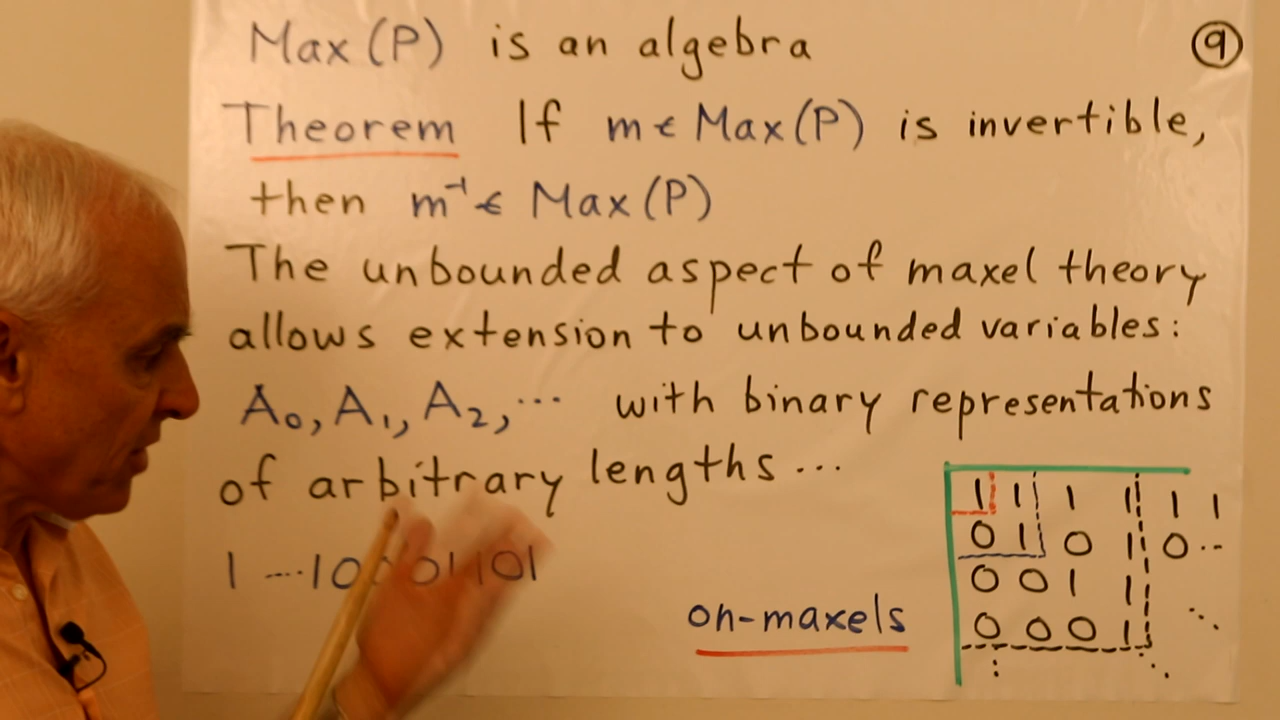 Max(P) is an algebra
9
Theorem If m ∈ Max(P) is invertible,
then m⁻¹ ∈ Max(P)
The unbounded aspect of maxel theory
allows extension to unbounded variables:
A₀, A₁, A₂, ... with binary representations
of arbitrary lengths ...
1 ....10001101
on-maxels
1 1 1 1 1 1
0 1 0 1 0 ..
0 0 1 1
0 0 0 1